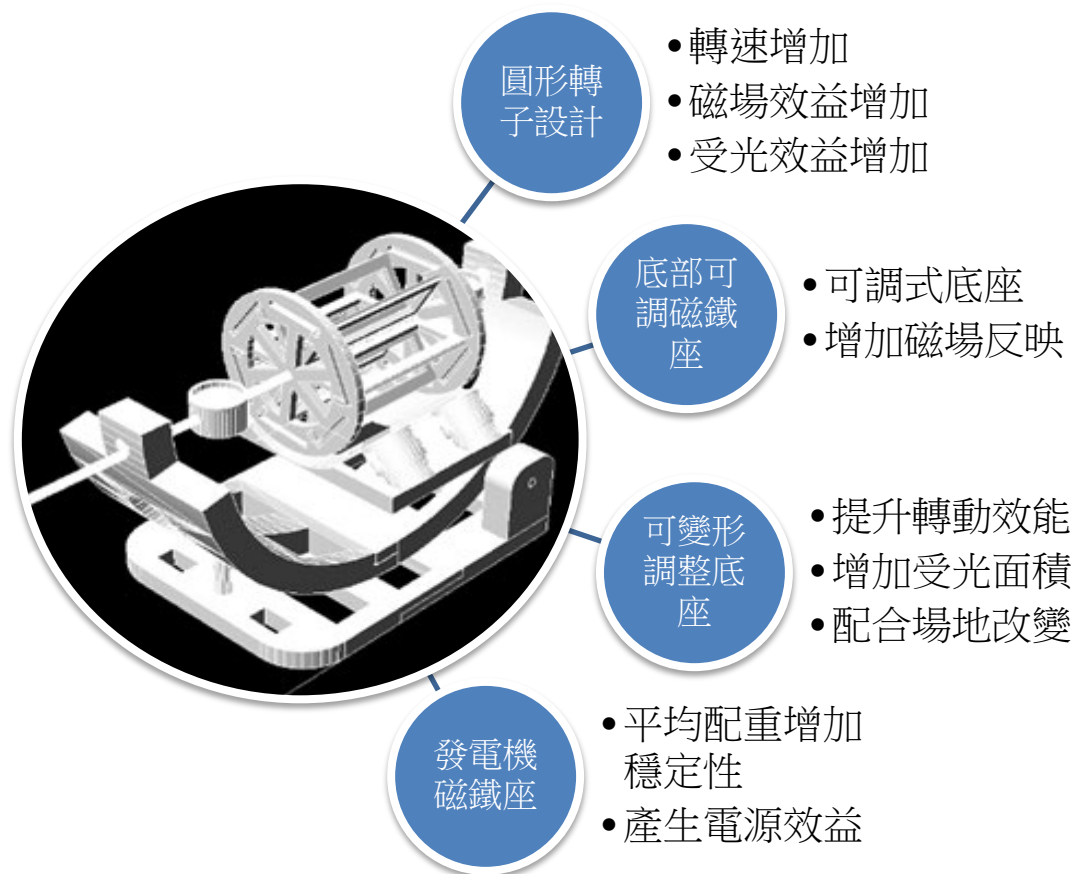 圓形轉
子設計
•轉速增加
•磁場效益增加
•受光效益增加
底部可
調磁鐵
座
•可調式底座
•增加磁場反映
可變形
調整底
座
•提升轉動效能
•增加受光面積
•配合場地改變
發電機
磁鐵座
•平均配重增加
穩定性
•產生電源效益